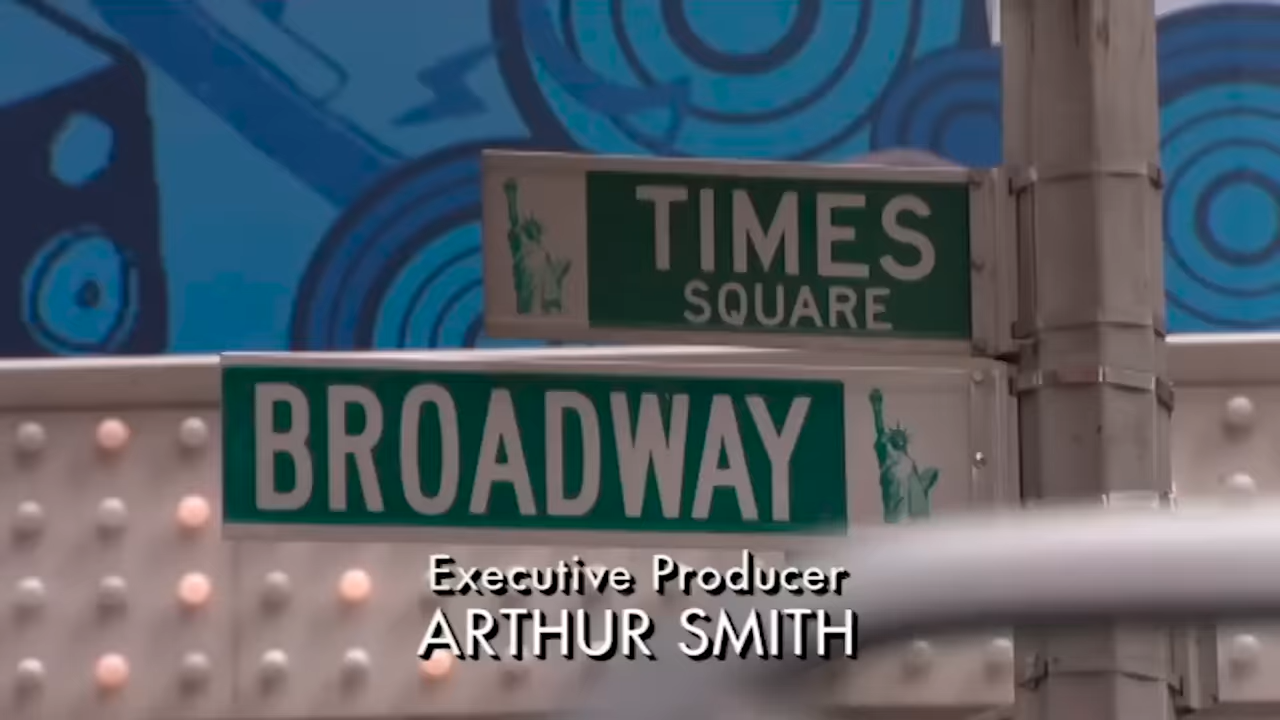 TIMES
SQUARE
BROADWAY
Executive Producer
ARTHUR SMITH